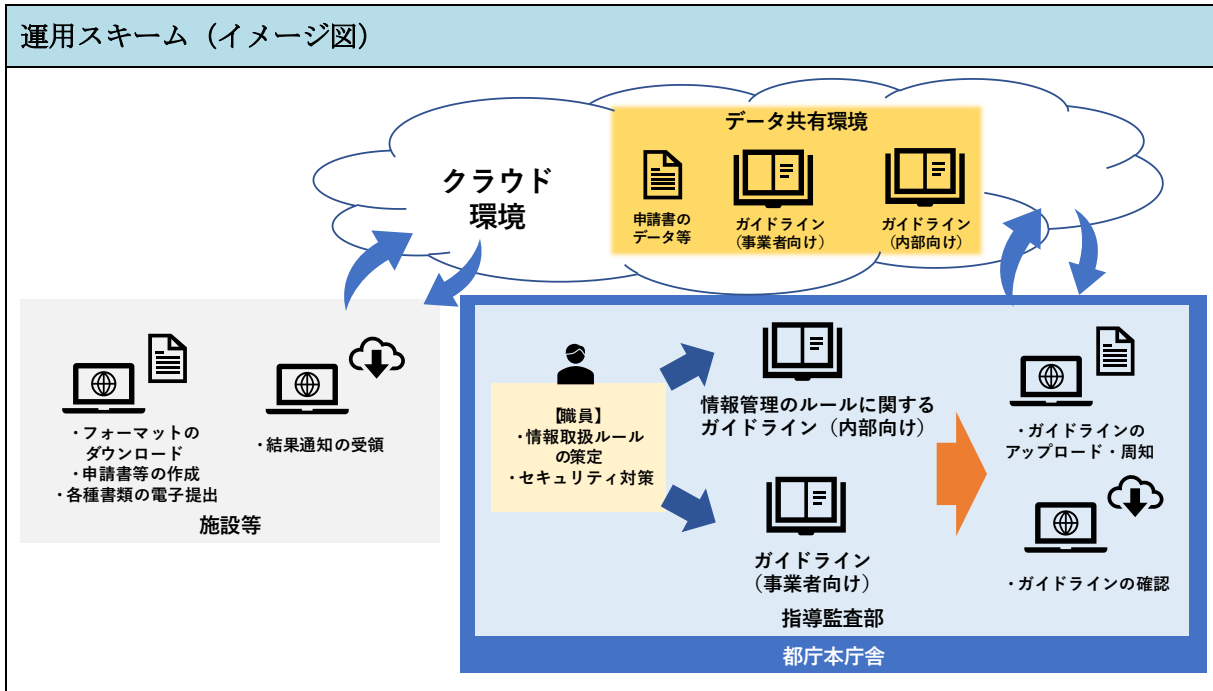 運用スキーム（イメージ図）
データ共有環境
クラウド
環境
申請書の
データ等
ガイドライン
（事業者向け）
ガイドライン
（内部向け）
・フォーマットの
ダウンロード
・申請書等の作成
・各種書類の電子提出
・結果通知の受領
施設等
【職員】
・情報取扱ルール
の策定
・セキュリティ対策
情報管理のルールに関する
ガイドライン（内部向け）
ガイドライン
（事業者向け）
・ガイドラインの
アップロード・周知
・ガイドラインの確認
指導監査部
都庁本庁舎